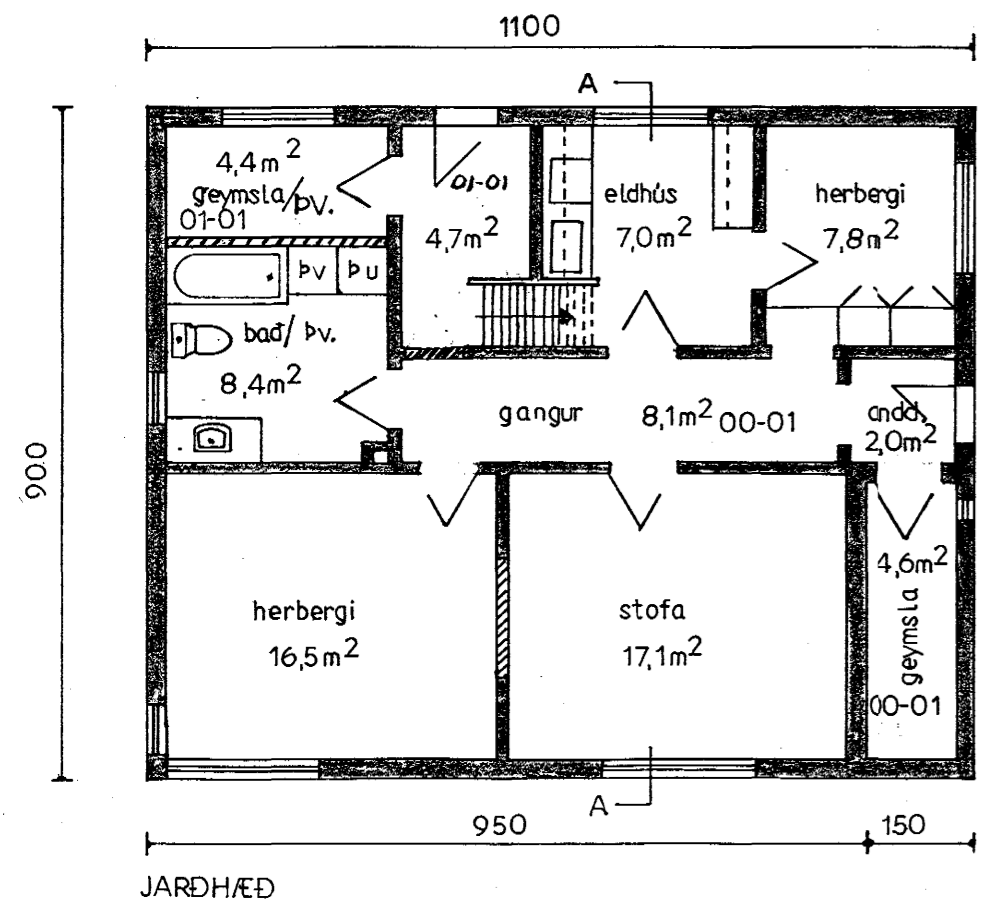 1100
A
4,4m²
geymsla/ÞV.
01-01
01-01
4,7m²
eldhús
7,0m²
herbergi
7,8m²
ÞV
ÞU
bað/ ÞV.
8,4m²
gangur
8,1m² 00-01
andd.
2,0m²
900
herbergi
16,5m²
stofa
17,1m²
4,6m²
geymsla
00-01
A
950
150
JARÐHÆÐ